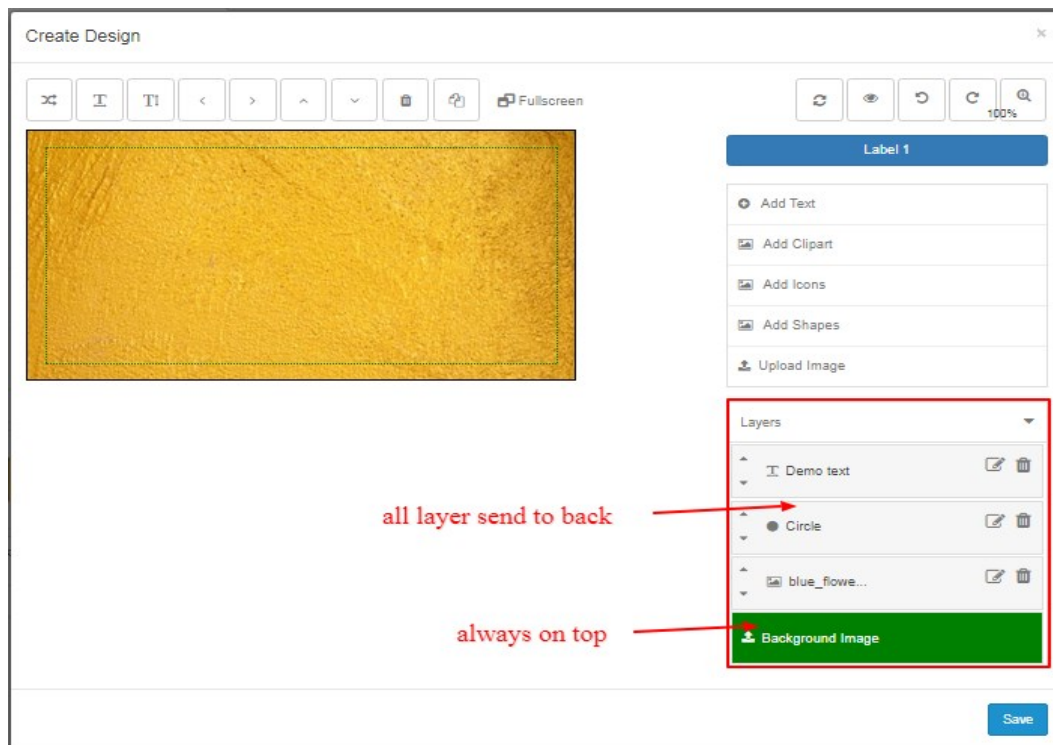 Create Design
Fullscreen
100%
Label 1
Add Text
Add Clipart
Add Icons
Add Shapes
Upload Image
Layers
Demo text
all layer send to back
Circle
blue_flowe...
always on top
Background Image
Save